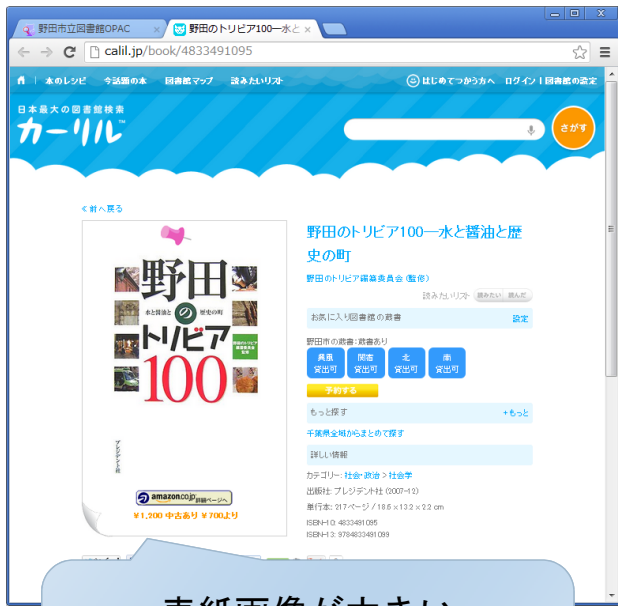 野田市立図書館OPAC
野田のトリビア100―水と
calil.jp/book/4833491095
本のレシピ 今話題の本 図書館マップ 読みたいリスト
はじめてつかう方へ ログイン | 図書館の設定
日本最大の図書館検索
カーリル™
さがす
≪前へ戻る
野田
水と醤油と の 歴史の町
トリビア
100
野田のトリビア編纂委員会 監修
プレジデント社
amazon.co.jp 詳細ページへ
¥1,200 中古あり ¥700より
野田のトリビア100―水と醤油と歴
史の町
野田のトリビア編纂委員会 (監修)
読みたいリスト 読みたい 読んだ
お気に入り図書館の蔵書 設定
野田市の蔵書:蔵書あり
興風 貸出可
関宿 貸出可
北 貸出可
南 貸出可
予約する
もっと探す +もっと
千葉県全域からまとめて探す
詳しい情報
カテゴリー: 社会・政治 > 社会学
出版社: プレジデント社 (2007-12)
単行本: 217 ページ / 18.6 x 13.2 x 2.2 cm
ISBN-10: 4833491095
ISBN-13: 9784833491099
表紙画像が大きい